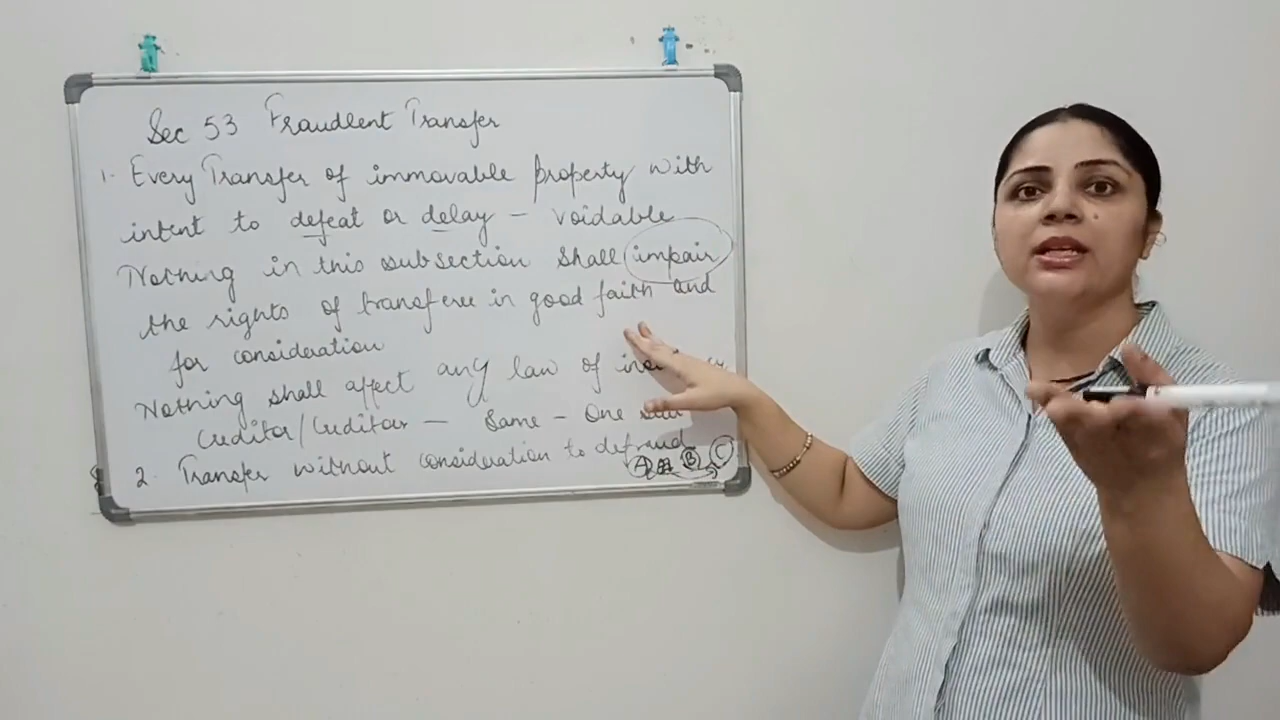 Sec 53 Fraudlent Transfer
1. Every Transfer of immovable property with
intent to defeat or delay - voidable
Nothing in this subsection shall impair
the rights of transferee in good faith and
for consideration
Nothing shall affect any law of
Creditor/Creditors - Same - One
2. Transfer without consideration to defraud
A B C